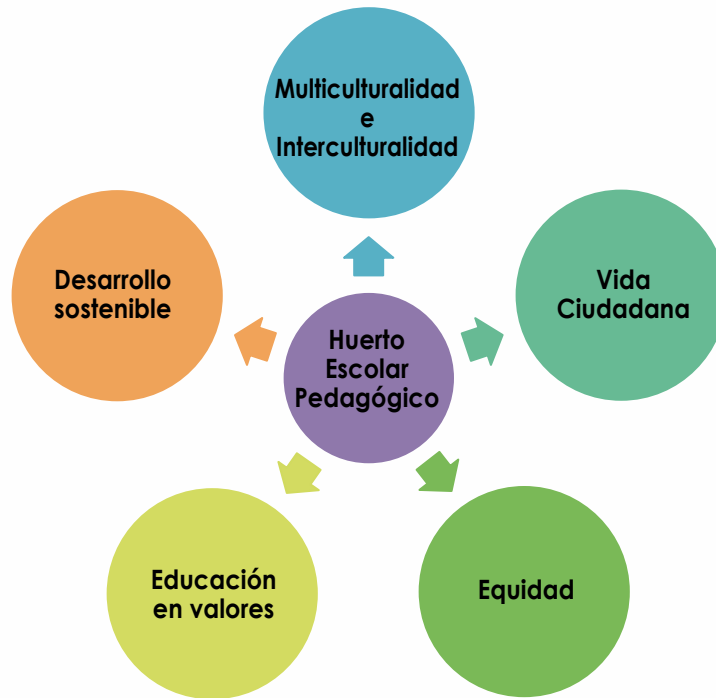 Multiculturalidad
e
Interculturalidad
Desarrollo
sostenible
Vida
Ciudadana
Huerto
Escolar
Pedagógico
Educación
en valores
Equidad